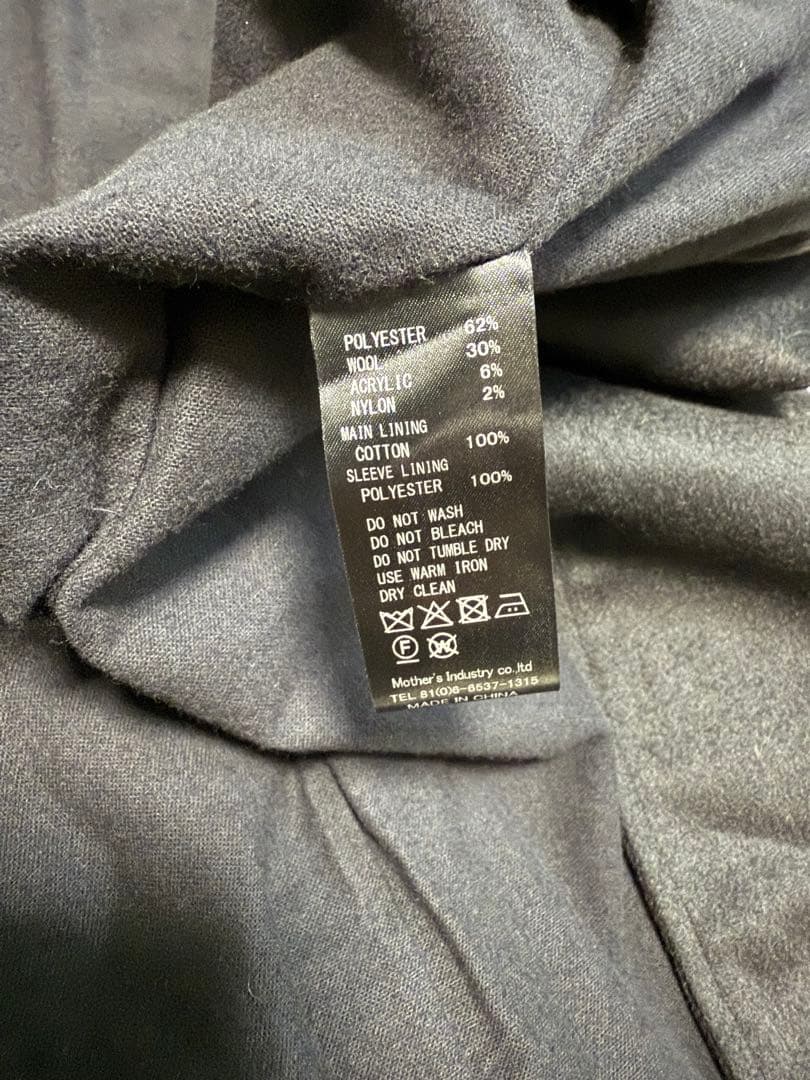 POLYESTER 62%
WOOL 30%
ACRYLIC 6%
NYLON 2%
MAIN LINING
COTTON 100%
SLEEVE LINING
POLYESTER 100%
DO NOT WASH
DO NOT BLEACH
DO NOT TUMBLE DRY
USE WARM IRON
DRY CLEAN
F W
Mother's Industry co.,ltd
TEL 81(0)6-6537-1315
MADE IN CHINA